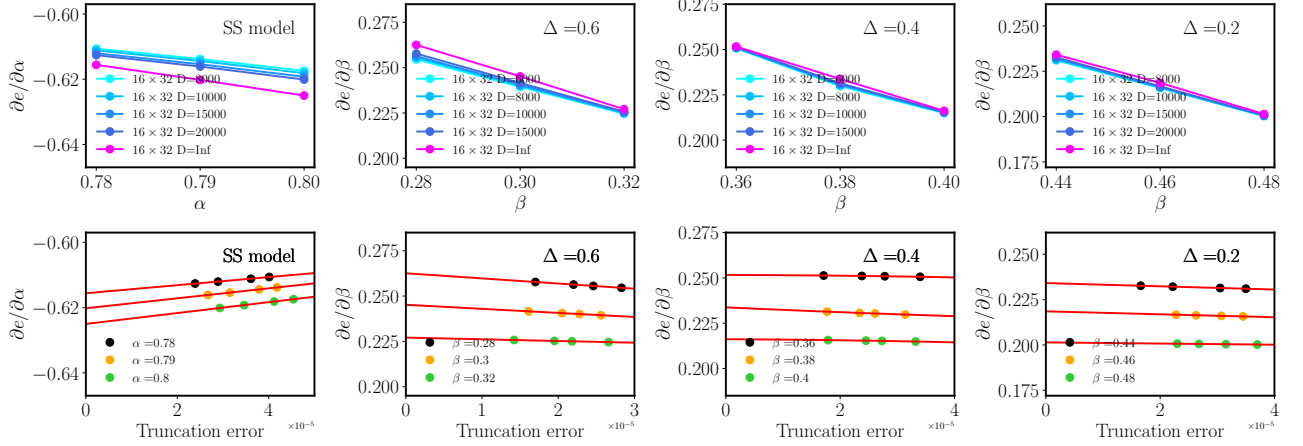 SS model
∂e/∂α
−0.60
−0.62
−0.64
16 × 32 D=8000
16 × 32 D=10000
16 × 32 D=15000
16 × 32 D=20000
16 × 32 D=Inf
0.78 0.79 0.80
α
Δ =0.6
∂e/∂β
0.275
0.250
0.225
0.200
16 × 32 D=6000
16 × 32 D=8000
16 × 32 D=10000
16 × 32 D=15000
16 × 32 D=Inf
0.28 0.30 0.32
β
Δ =0.4
∂e/∂β
0.275
0.250
0.225
0.200
16 × 32 D=6000
16 × 32 D=8000
16 × 32 D=10000
16 × 32 D=15000
16 × 32 D=Inf
0.36 0.38 0.40
β
Δ =0.2
∂e/∂β
0.250
0.225
0.200
0.175
16 × 32 D=8000
16 × 32 D=10000
16 × 32 D=15000
16 × 32 D=20000
16 × 32 D=Inf
0.44 0.46 0.48
β
SS model
∂e/∂α
−0.60
−0.62
−0.64
α =0.78
α =0.79
α =0.8
0 2 4
Truncation error ×10⁻⁵
Δ =0.6
∂e/∂β
0.275
0.250
0.225
0.200
β =0.28
β =0.3
β =0.32
0 1 2 3
Truncation error ×10⁻⁵
Δ =0.4
∂e/∂β
0.275
0.250
0.225
0.200
β =0.36
β =0.38
β =0.4
0 2 4
Truncation error ×10⁻⁵
Δ =0.2
∂e/∂β
0.250
0.225
0.200
0.175
β =0.44
β =0.46
β =0.48
0 2 4
Truncation error ×10⁻⁵